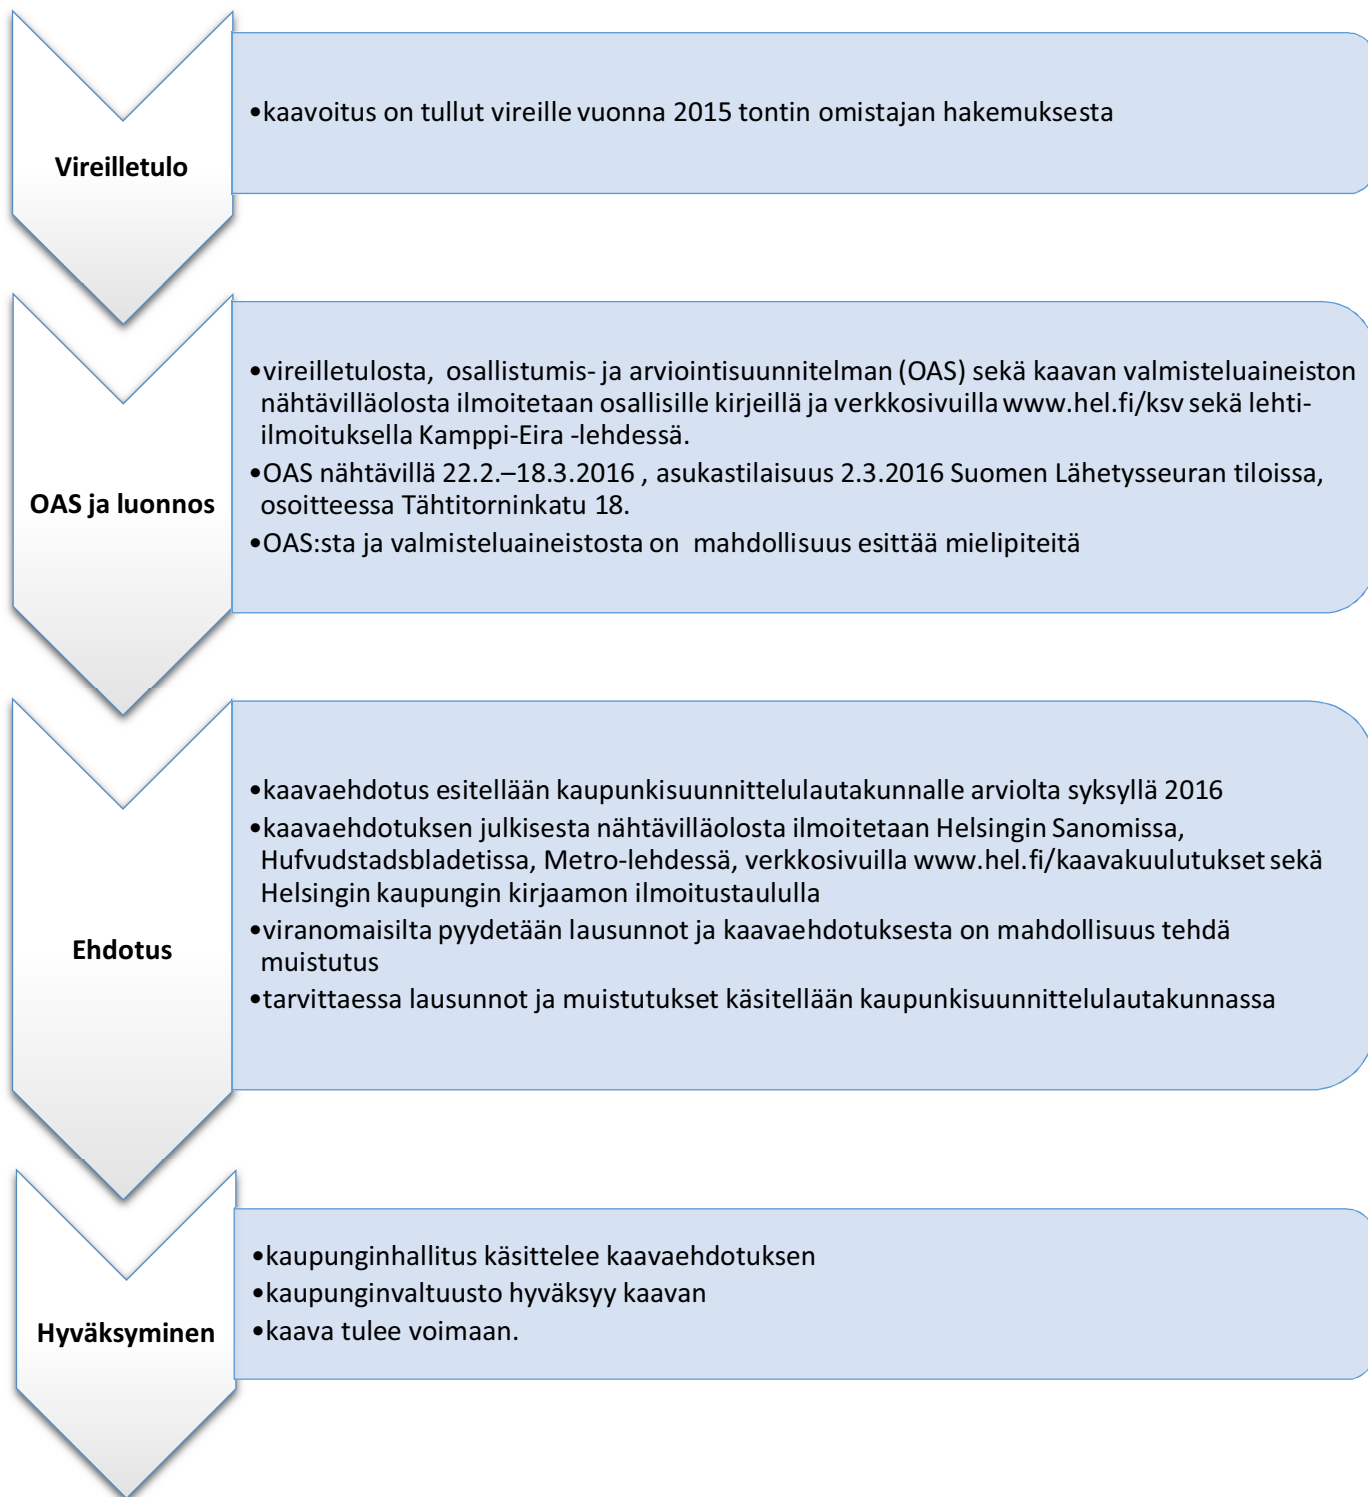 Vireilletulo
•kaavoitus on tullut vireille vuonna 2015 tontin omistajan hakemuksesta
OAS ja luonnos
•vireilletulosta, osallistumis- ja arviointisuunnitelman (OAS) sekä kaavan valmisteluaineiston
nähtävilläolosta ilmoitetaan osallisille kirjeillä ja verkkosivuilla www.hel.fi/ksv sekä lehti-
ilmoituksella Kamppi-Eira -lehdessä.
•OAS nähtävillä 22.2.–18.3.2016 , asukastilaisuus 2.3.2016 Suomen Lähetysseuran tiloissa,
osoitteessa Tähtitorninkatu 18.
•OAS:sta ja valmisteluaineistosta on mahdollisuus esittää mielipiteitä
Ehdotus
•kaavaehdotus esitellään kaupunkisuunnittelulautakunnalle arviolta syksyllä 2016
•kaavaehdotuksen julkisesta nähtävilläolosta ilmoitetaan Helsingin Sanomissa,
Hufvudstadsbladetissa, Metro-lehdessä, verkkosivuilla www.hel.fi/kaavakuulutukset sekä
Helsingin kaupungin kirjaamon ilmoitustaululla
•viranomaisilta pyydetään lausunnot ja kaavaehdotuksesta on mahdollisuus tehdä
muistutus
•tarvittaessa lausunnot ja muistutukset käsitellään kaupunkisuunnittelulautakunnassa
Hyväksyminen
•kaupunginhallitus käsittelee kaavaehdotuksen
•kaupunginvaltuusto hyväksyy kaavan
•kaava tulee voimaan.